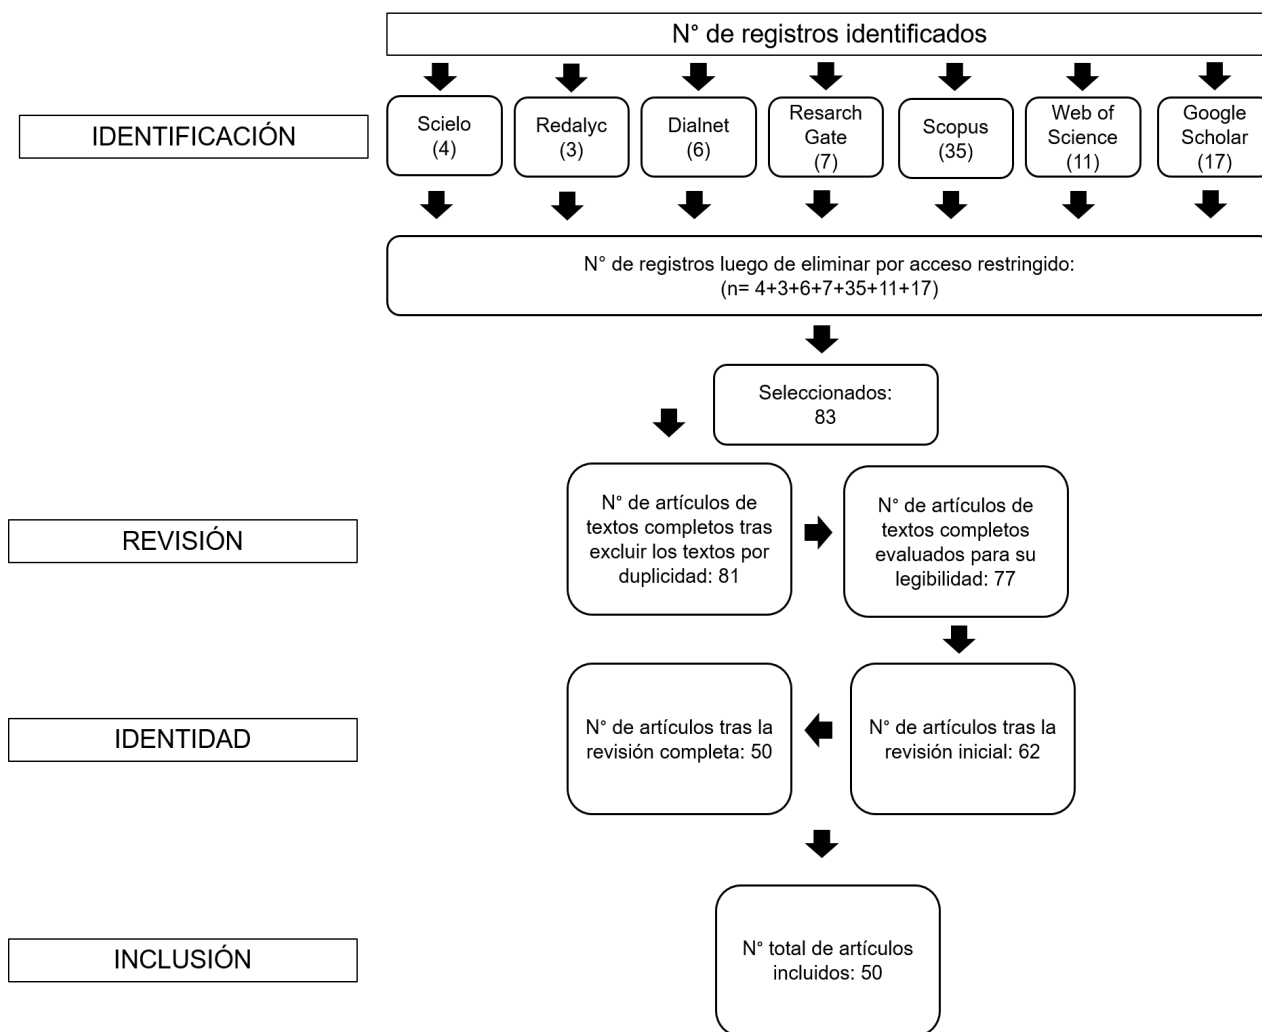 N° de registros identificados
IDENTIFICACIÓN
Scielo
(4)
Redalyc
(3)
Dialnet
(6)
Resarch
Gate
(7)
Scopus
(35)
Web of
Science
(11)
Google
Scholar
(17)
N° de registros luego de eliminar por acceso restringido:
(n= 4+3+6+7+35+11+17)
Seleccionados:
83
REVISIÓN
N° de artículos de
textos completos tras
excluir los textos por
duplicidad: 81
N° de artículos de
textos completos
evaluados para su
legibilidad: 77
IDENTIDAD
N° de artículos tras la
revisión completa: 50
N° de artículos tras la
revisión inicial: 62
INCLUSIÓN
N° total de artículos
incluidos: 50